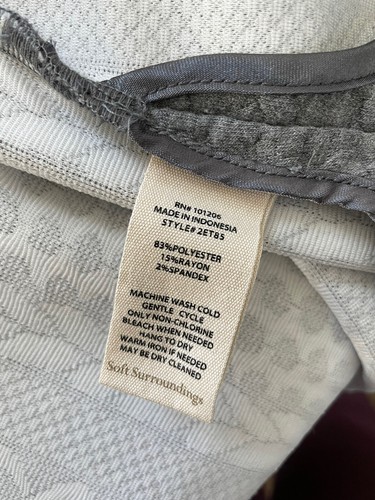 RN# 101206
MADE IN INDONESIA
STYLE# 2ET85
83%POLYESTER
15%RAYON
2%SPANDEX
MACHINE WASH COLD
GENTLE CYCLE
ONLY NON-CHLORINE
BLEACH WHEN NEEDED
HANG TO DRY
WARM IRON IF NEEDED
MAY BE DRY CLEANED
Soft Surroundings